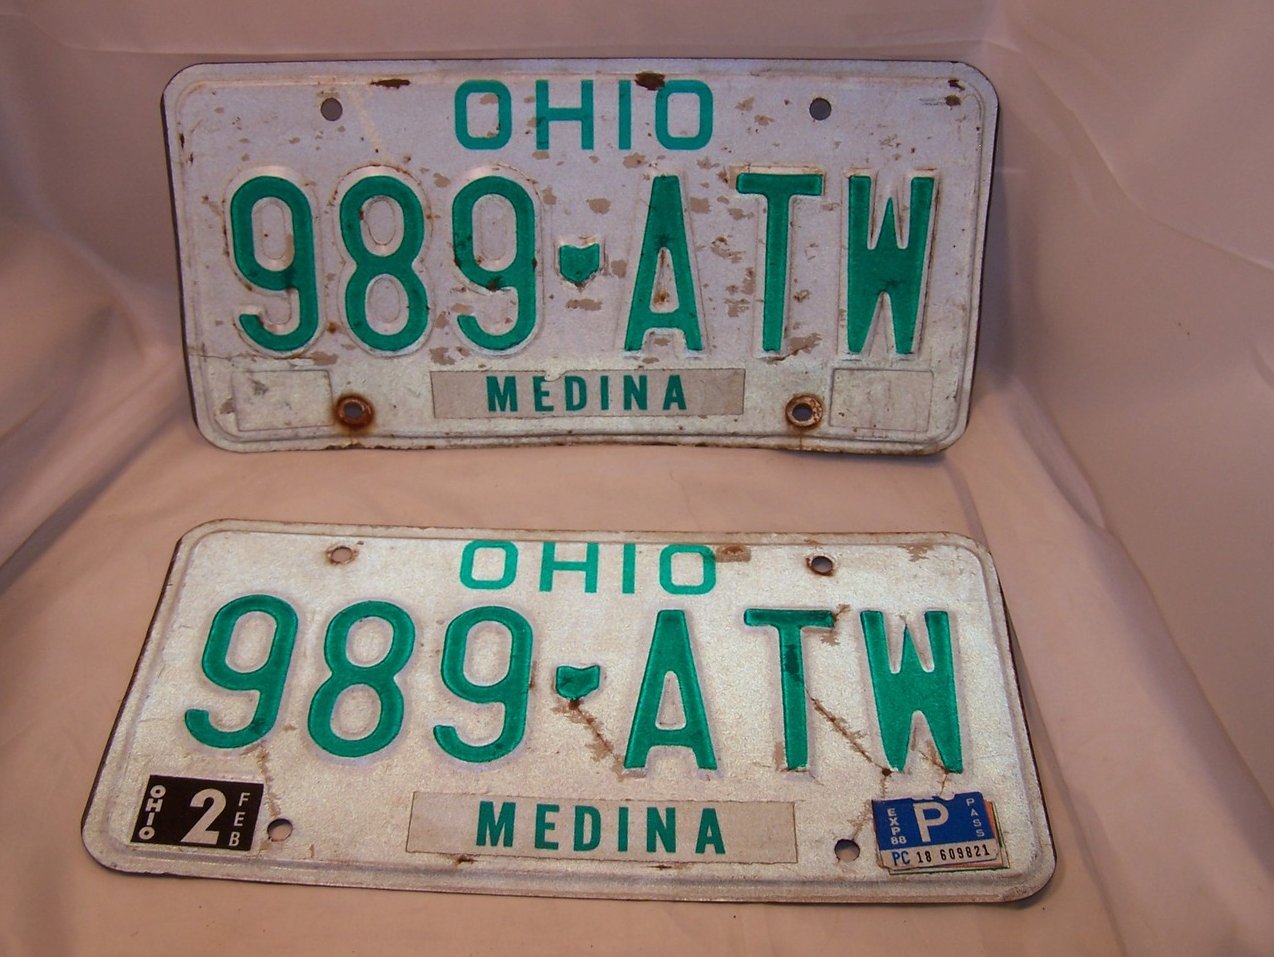 OHIO
989 ATW
MEDINA
OHIO
989 ATW
MEDINA
OHIO 2 FEB
EXP 88 P PASS
PC 18 609821